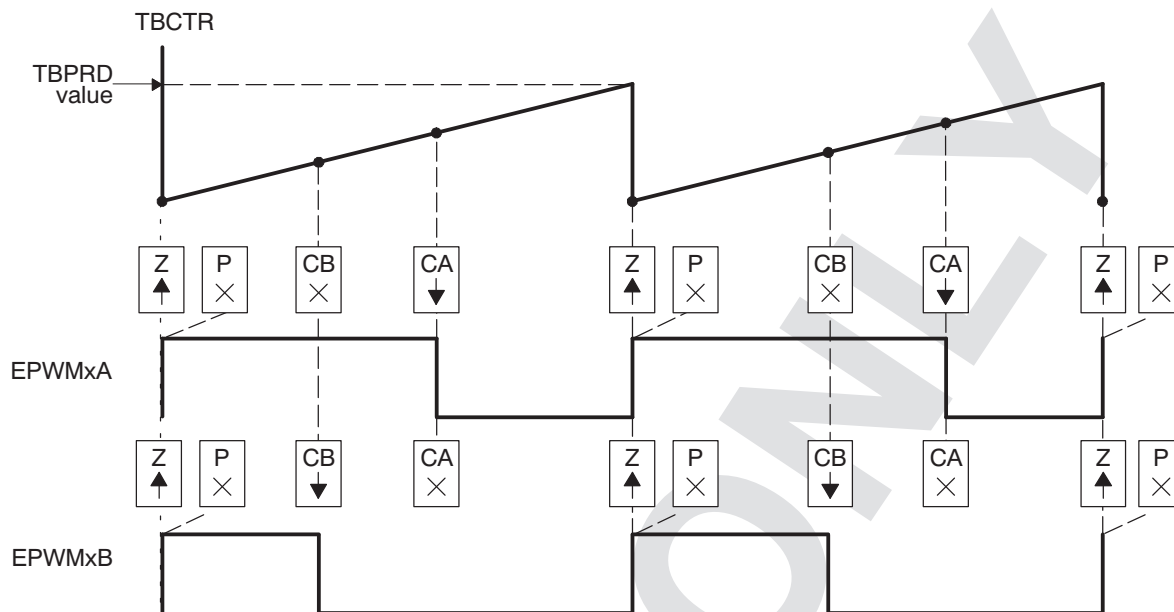 TBCTR
TBPRD
value
Z P CB CA Z P CB CA Z P
EPWMxA
Z P CB CA Z P CB CA Z P
EPWMxB
ONLY